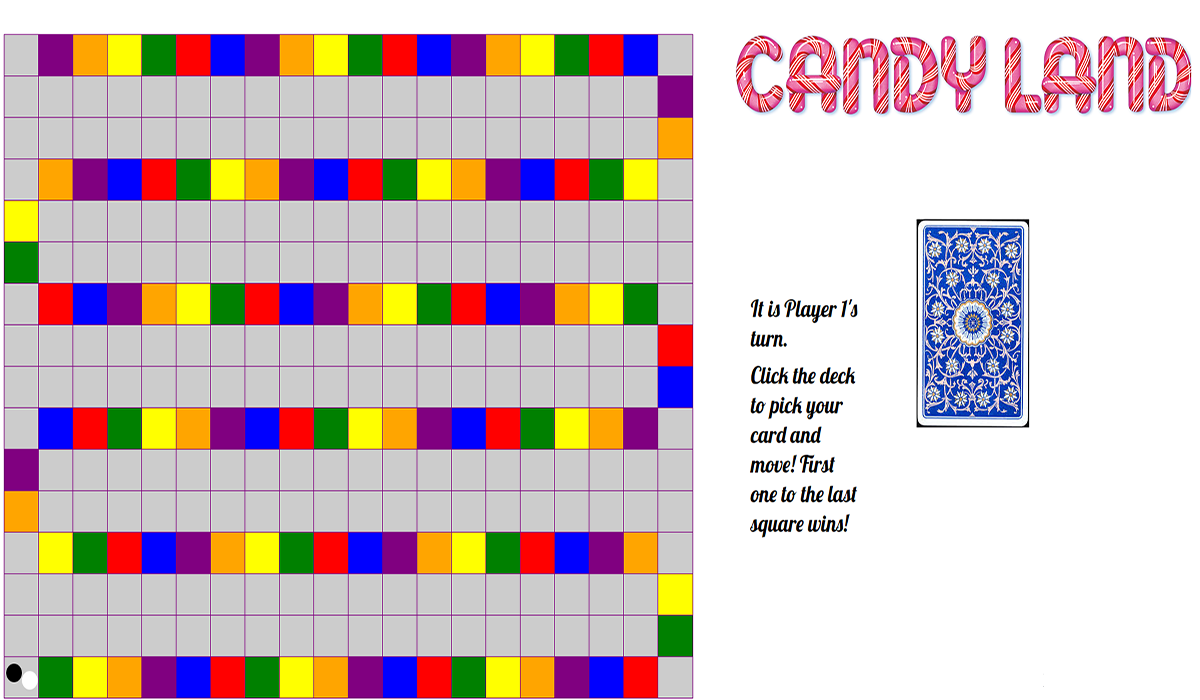 CANDY LAND
It is Player 1's
turn.
Click the deck
to pick your
card and
move! First
one to the last
square wins!